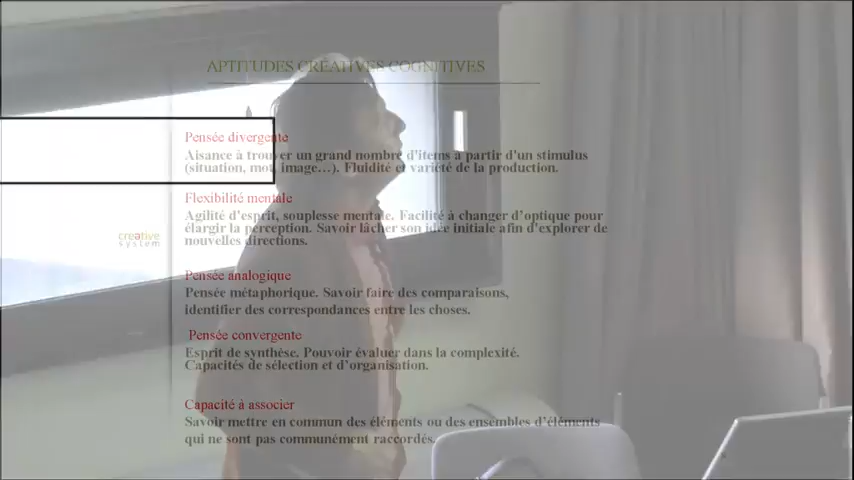 APTITUDES CRÉATIVES COGNITIVES
Pensée divergente
Aisance à trouver un grand nombre d'items à partir d'un stimulus
(situation, mot, image…). Fluidité et variété de la production.
Flexibilité mentale
Agilité d'esprit, souplesse mentale. Facilité à changer d'optique pour
élargir la perception. Savoir lâcher son idée initiale afin d'explorer de
nouvelles directions.
creative
system
Pensée analogique
Pensée métaphorique. Savoir faire des comparaisons,
identifier des correspondances entre les choses.
Pensée convergente
Esprit de synthèse. Pouvoir évaluer dans la complexité.
Capacités de sélection et d'organisation.
Capacité à associer
Savoir mettre en commun des éléments ou des ensembles d'éléments
qui ne sont pas communément raccordés.